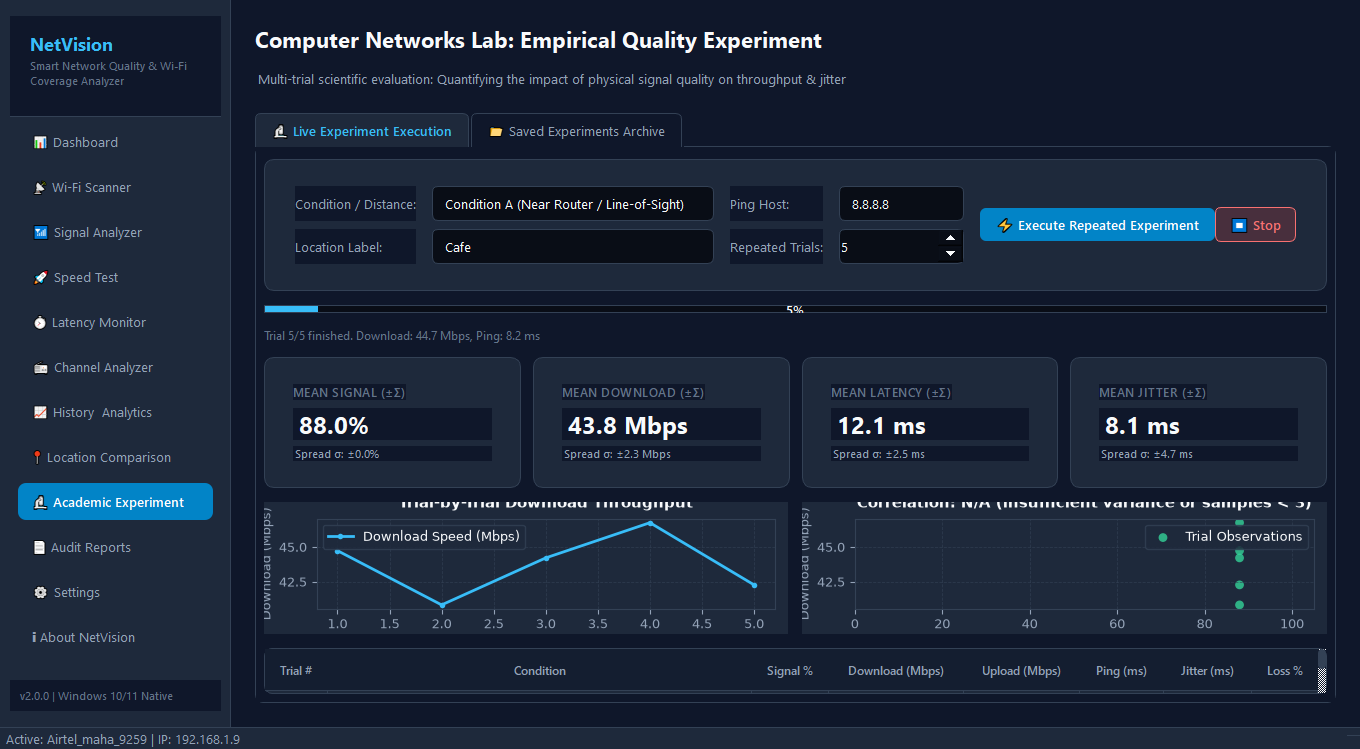 NetVision
Smart Network Quality & Wi-Fi
Coverage Analyzer
Dashboard
Wi-Fi Scanner
Signal Analyzer
Speed Test
Latency Monitor
Channel Analyzer
History  Analytics
Location Comparison
Academic Experiment
Audit Reports
Settings
About NetVision
v2.0.0 | Windows 10/11 Native
Computer Networks Lab: Empirical Quality Experiment
Multi-trial scientific evaluation: Quantifying the impact of physical signal quality on throughput & jitter
Live Experiment Execution
Saved Experiments Archive
Condition / Distance: Condition A (Near Router / Line-of-Sight) Ping Host: 8.8.8.8
Location Label: Cafe Repeated Trials: 5
Execute Repeated Experiment
Stop
5%
Trial 5/5 finished. Download: 44.7 Mbps, Ping: 8.2 ms
MEAN SIGNAL (±Σ)
88.0%
Spread σ: ±0.0%
MEAN DOWNLOAD (±Σ)
43.8 Mbps
Spread σ: ±2.3 Mbps
MEAN LATENCY (±Σ)
12.1 ms
Spread σ: ±2.5 ms
MEAN JITTER (±Σ)
8.1 ms
Spread σ: ±4.7 ms
Trial-by-Trial Download Throughput
Download Speed (Mbps)
Download (Mbps)
45.0
42.5
1.0 1.5 2.0 2.5 3.0 3.5 4.0 4.5 5.0
Correlation: N/A (Insufficient variance or samples < 3)
Trial Observations
Download (Mbps)
45.0
42.5
0 20 40 60 80 100
Trial # Condition Signal % Download (Mbps) Upload (Mbps) Ping (ms) Jitter (ms) Loss %
Active: Airtel_maha_9259 | IP: 192.168.1.9